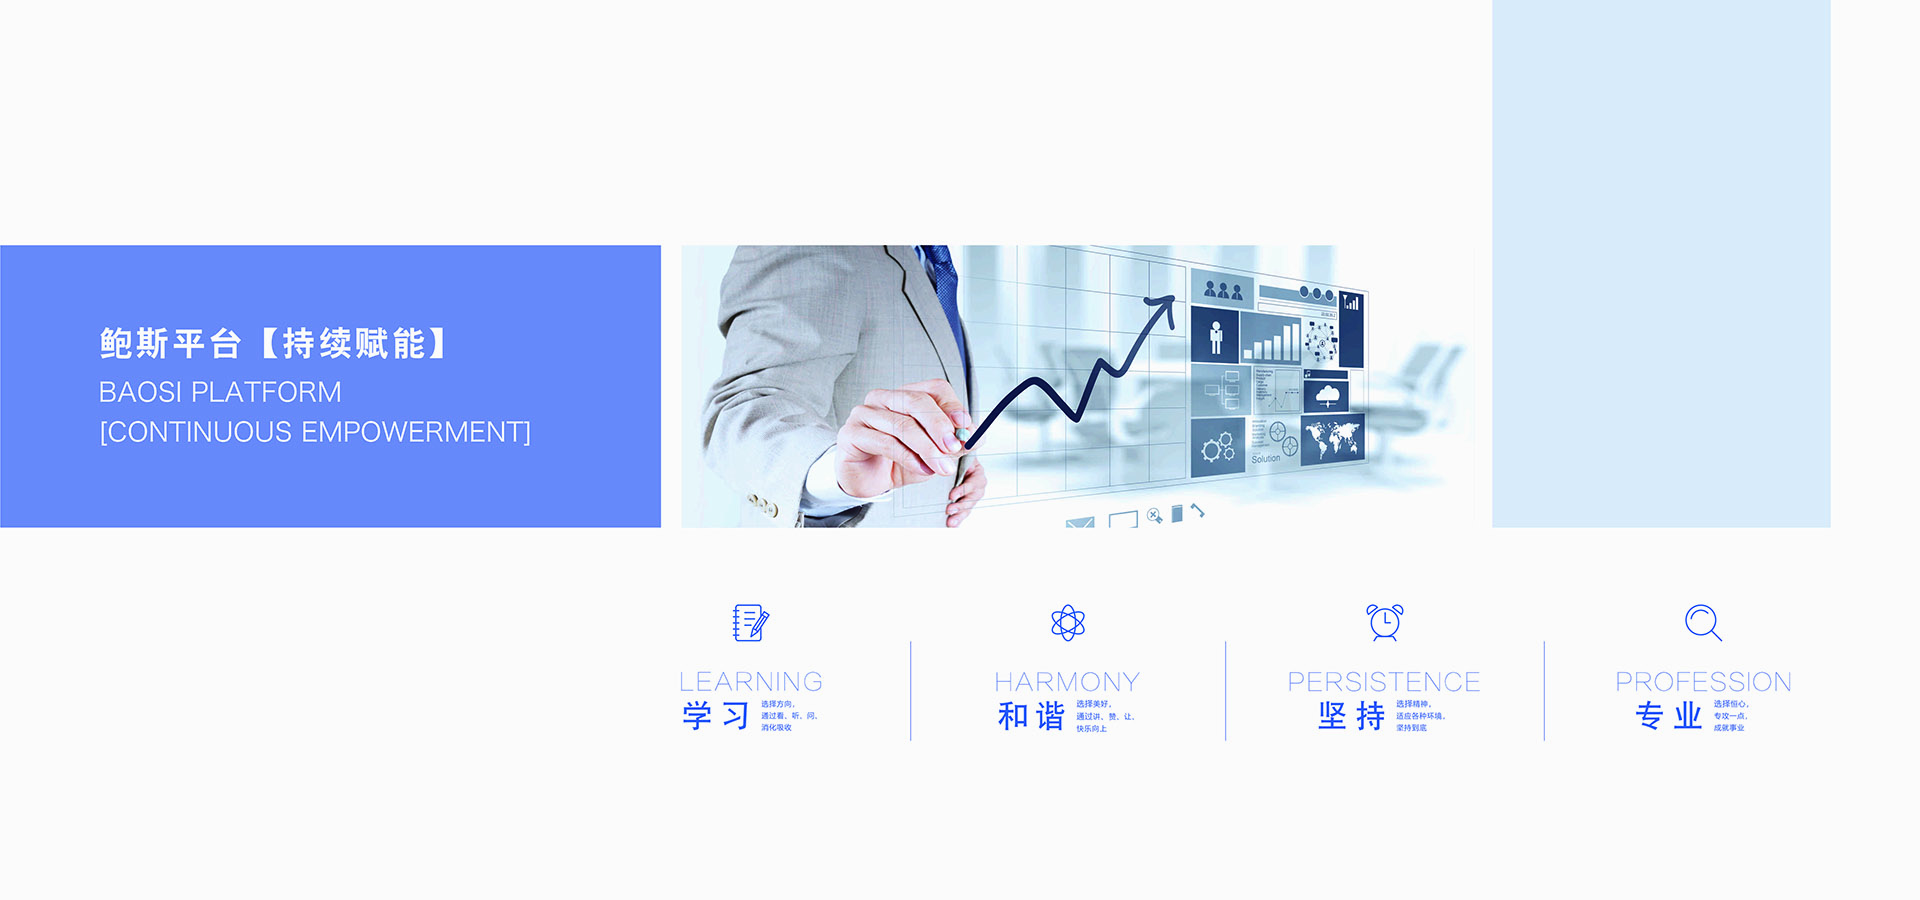 鲍斯平台【持续赋能】
BAOSI PLATFORM
[CONTINUOUS EMPOWERMENT]
Solution
LEARNING
学习
选择方向，
通过看、听、问、
消化吸收
HARMONY
和谐
选择美好，
通过讲、赞、让、
快乐向上
PERSISTENCE
坚持
选择精神，
适应各种环境，
坚持到底
PROFESSION
专业
选择恒心，
专攻一点，
成就事业